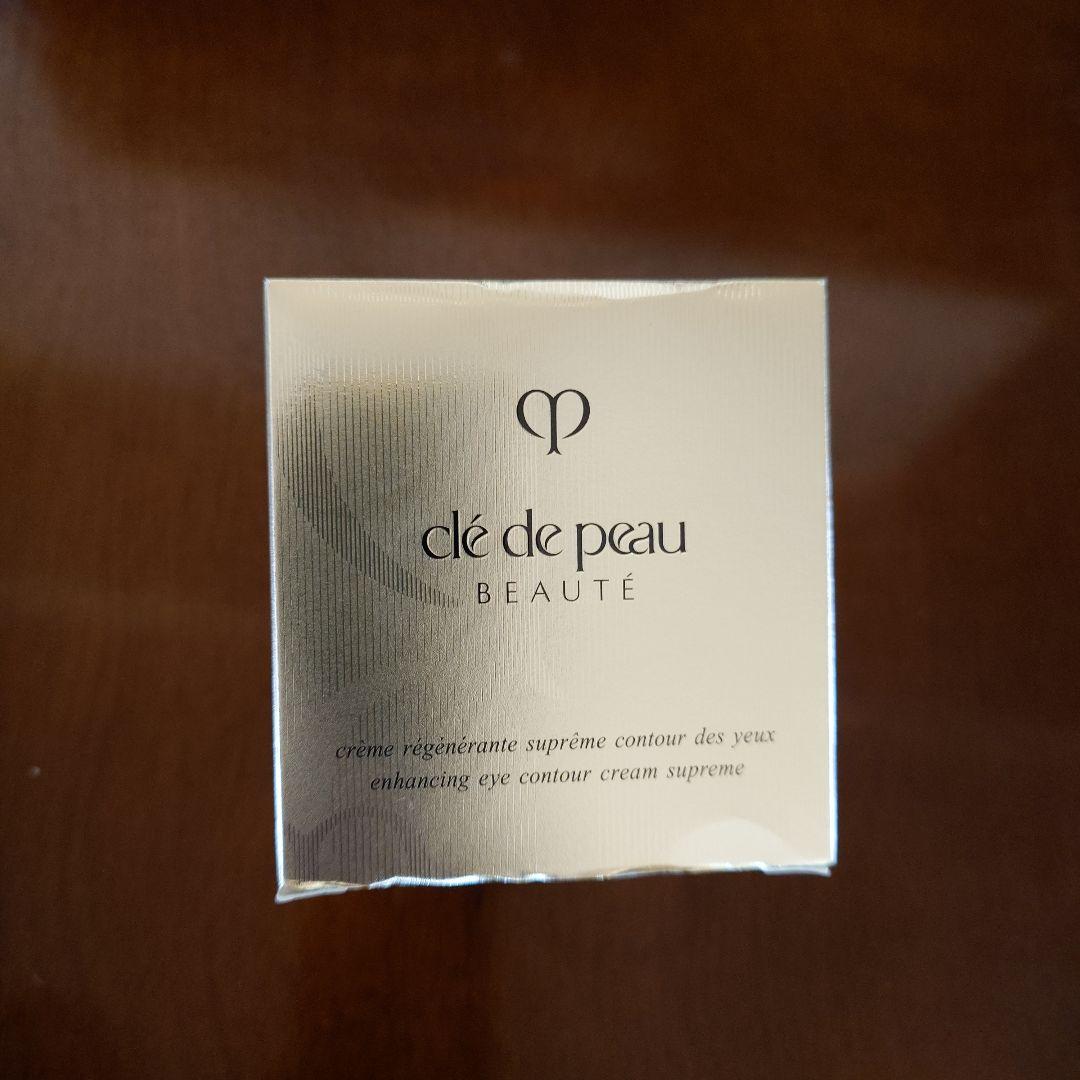 clé de peau
BEAUTÉ
crème régénérante suprême contour des yeux
enhancing eye contour cream supreme